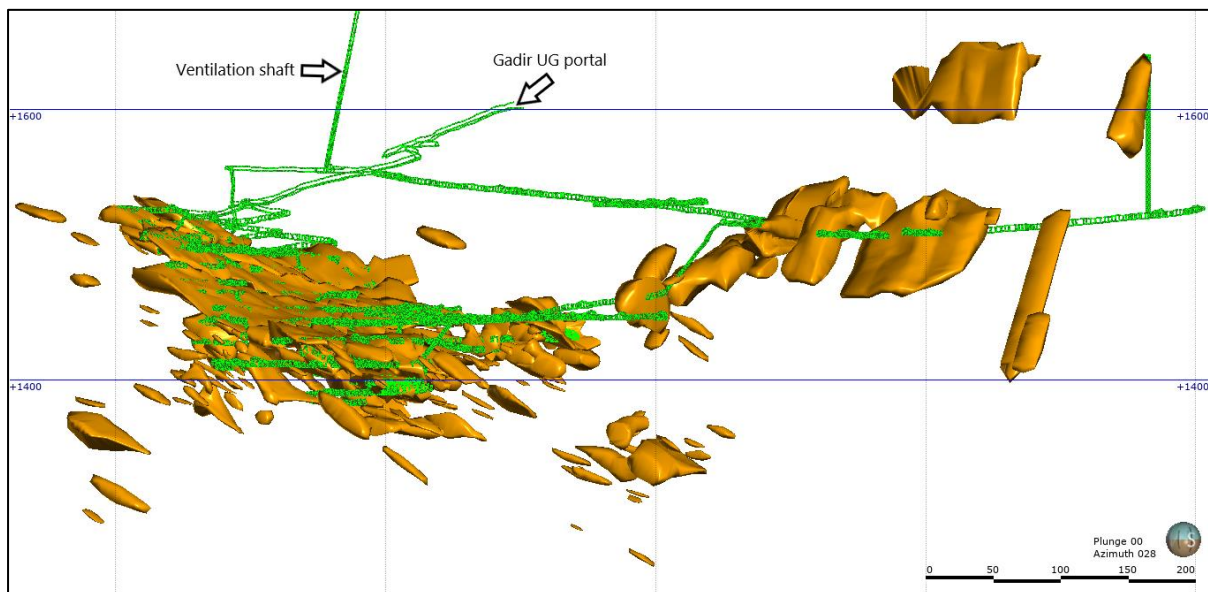 Ventilation shaft
Gadir UG portal
+1600
+1600
+1400
+1400
Plunge 00
Azimuth 028
S
0 50 100 150 200